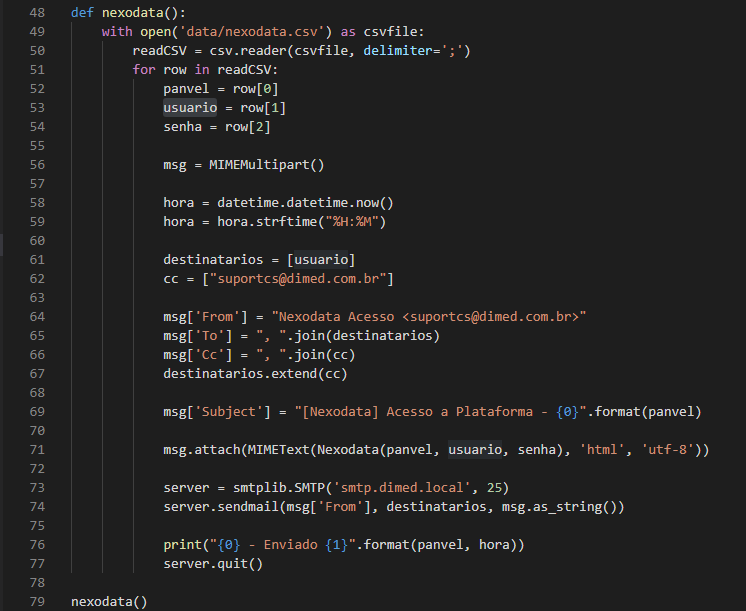 48 def nexodata():
49     with open('data/nexodata.csv') as csvfile:
50         readCSV = csv.reader(csvfile, delimiter=';')
51         for row in readCSV:
52             panvel = row[0]
53             usuario = row[1]
54             senha = row[2]
55
56             msg = MIMEMultipart()
57
58             hora = datetime.datetime.now()
59             hora = hora.strftime("%H:%M")
60
61             destinatarios = [usuario]
62             cc = ["suportcs@dimed.com.br"]
63
64             msg['From'] = "Nexodata Acesso <suportcs@dimed.com.br>"
65             msg['To'] = ", ".join(destinatarios)
66             msg['Cc'] = ", ".join(cc)
67             destinatarios.extend(cc)
68
69             msg['Subject'] = "[Nexodata] Acesso a Plataforma - {0}".format(panvel)
70
71             msg.attach(MIMEText(Nexodata(panvel, usuario, senha), 'html', 'utf-8'))
72
73             server = smtplib.SMTP('smtp.dimed.local', 25)
74             server.sendmail(msg['From'], destinatarios, msg.as_string())
75
76             print("{0} - Enviado {1}".format(panvel, hora))
77             server.quit()
78
79 nexodata()